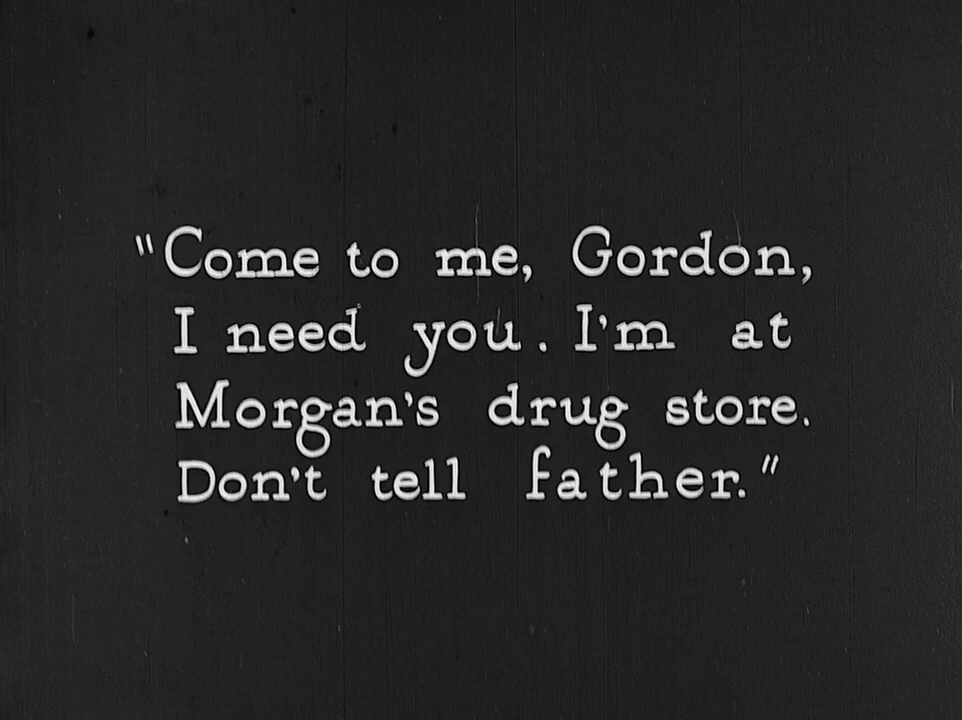 "Come to me, Gordon,
I need you. I'm at
Morgan's drug store.
Don't tell father."